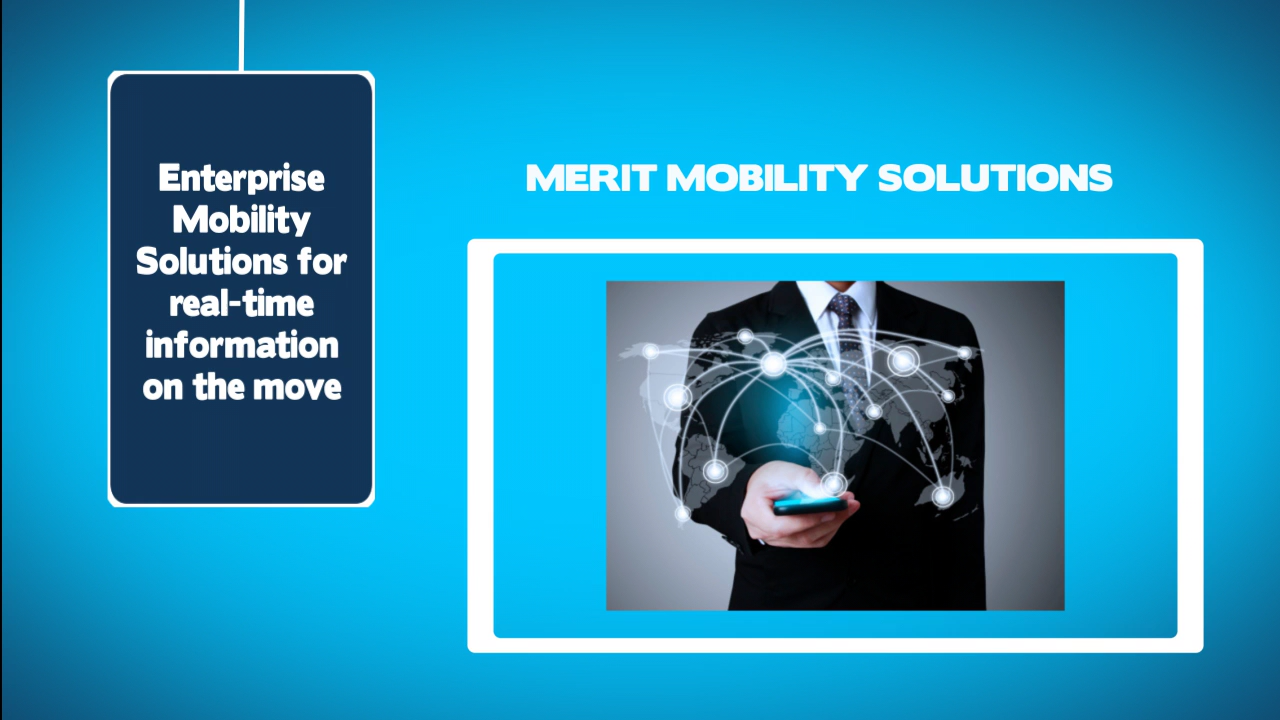 Enterprise
Mobility
Solutions for
real-time
information
on the move
MERIT MOBILITY SOLUTIONS